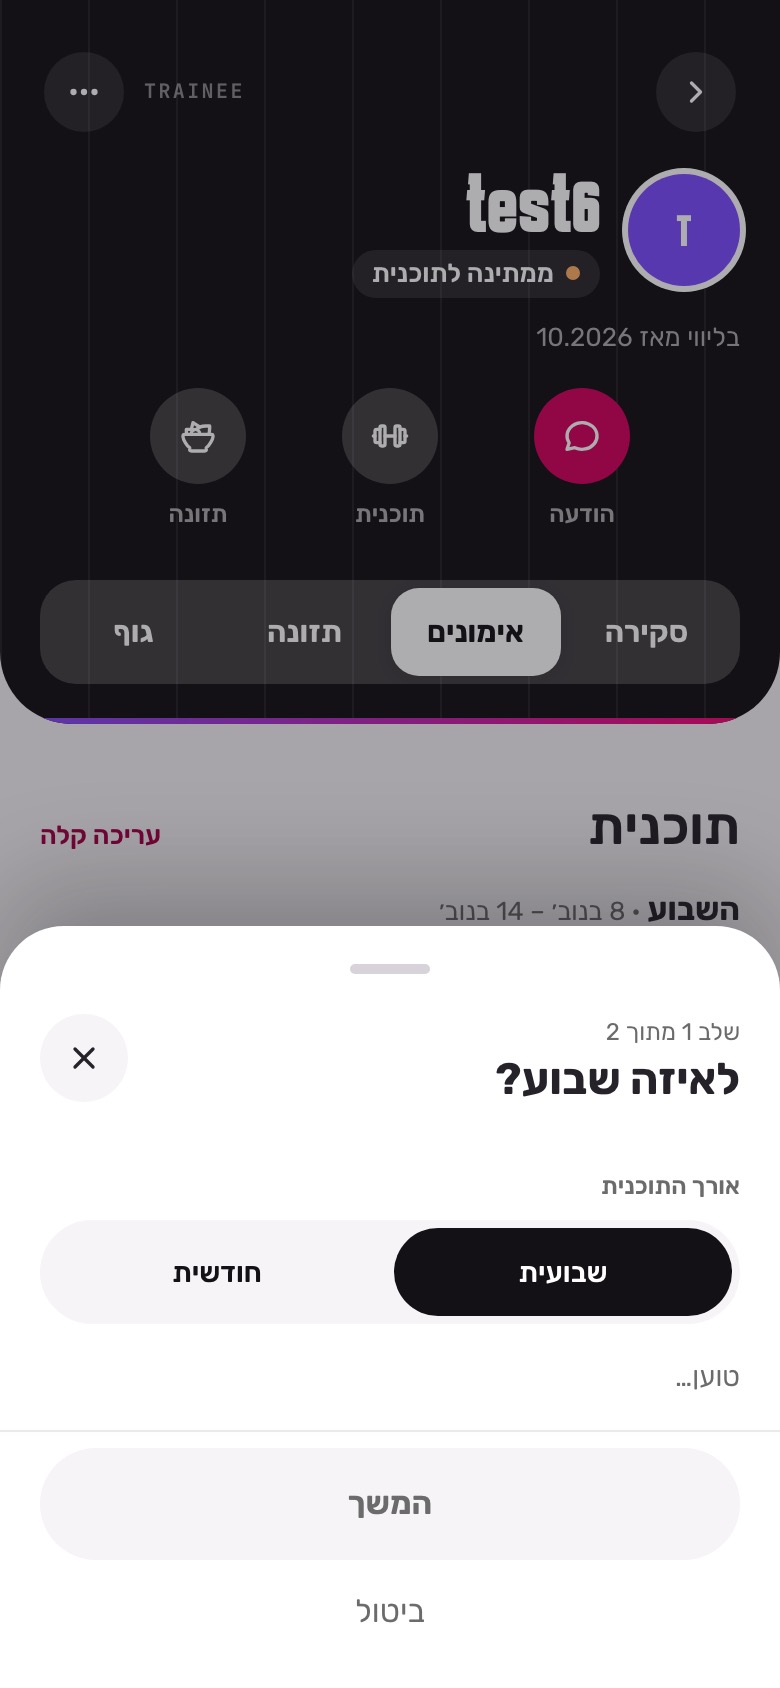 TRAINEE
test6
T
ממתינה לתוכנית
בליווי מאז 10.2026
הודעה
תוכנית
תזונה
סקירה
אימונים
תזונה
גוף
תוכנית
עריכה קלה
השבוע • 8 בנוב׳ – 14 בנוב׳
שלב 1 מתוך 2
לאיזה שבוע?
אורך התוכנית
שבועית
חודשית
טוען…
המשך
ביטול